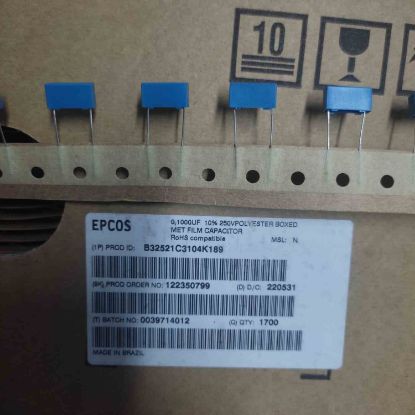 10
EPCOS
0,1000UF 10% 250VPOLYESTER BOXED
MET FILM CAPACITOR
RoHS compatible
MSL: N
(1P) PROD ID: B32521C3104K189
(9K) PROD ORDER NO: 122350799 (D) D/C: 220531
(T) BATCH NO: 0039714012 (Q) QTY: 1700
MADE IN BRAZIL